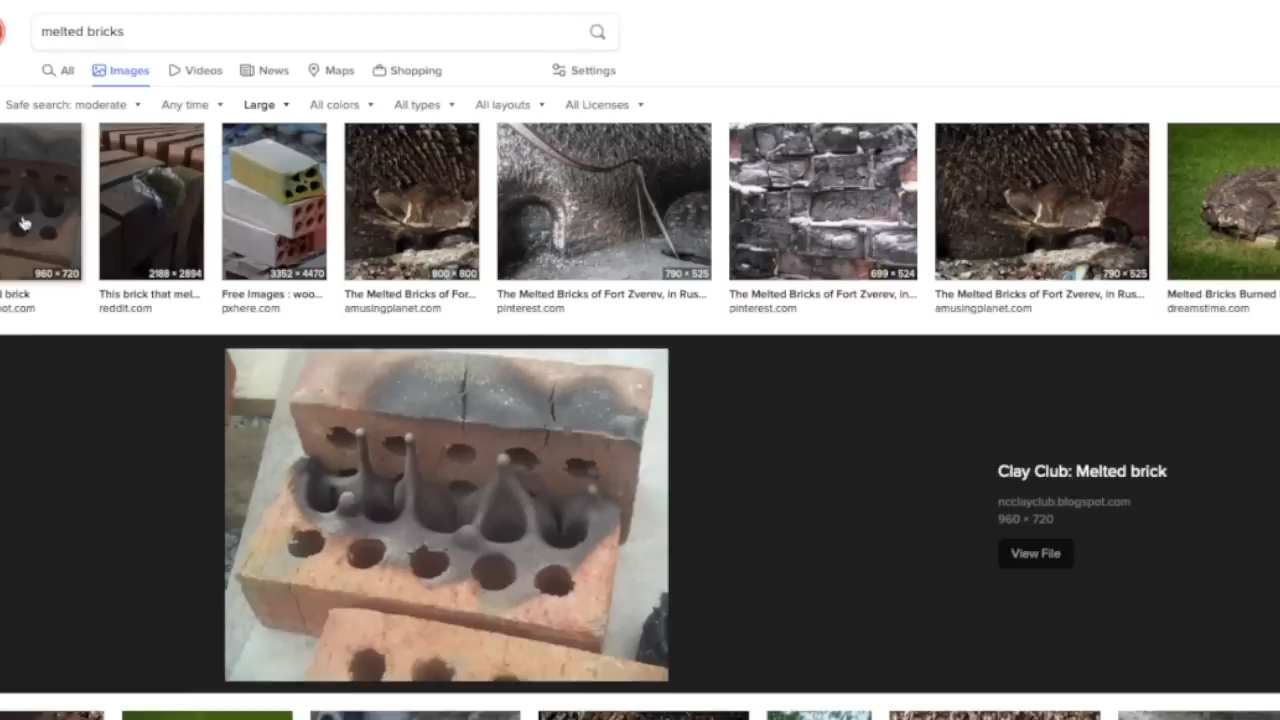 melted bricks
All Images Videos News Maps Shopping Settings
Safe search: moderate Any time Large All colors All types All layouts All Licenses
960 × 720 2188 × 2894 3352 × 4470 800 × 800 790 × 525 699 × 524 790 × 525
brick This brick that mel... Free Images : woo... The Melted Bricks of For... The Melted Bricks of Fort Zverev, in Rus... The Melted Bricks of Fort Zverev, in... The Melted Bricks of Fort Zverev, in Rus... Melted Bricks Burned
ot.com reddit.com pxhere.com amusingplanet.com pinterest.com pinterest.com amusingplanet.com dreamstime.com
Clay Club: Melted brick
ncclayclub.blogspot.com
960 × 720
View File